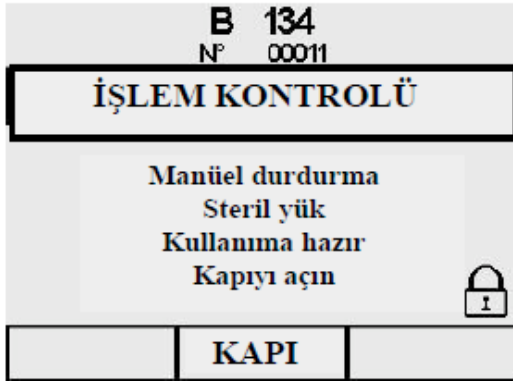 B 134
N° 00011
İŞLEM KONTROLÜ
Manüel durdurma
Steril yük
Kullanıma hazır
Kapıyı açın
KAPI